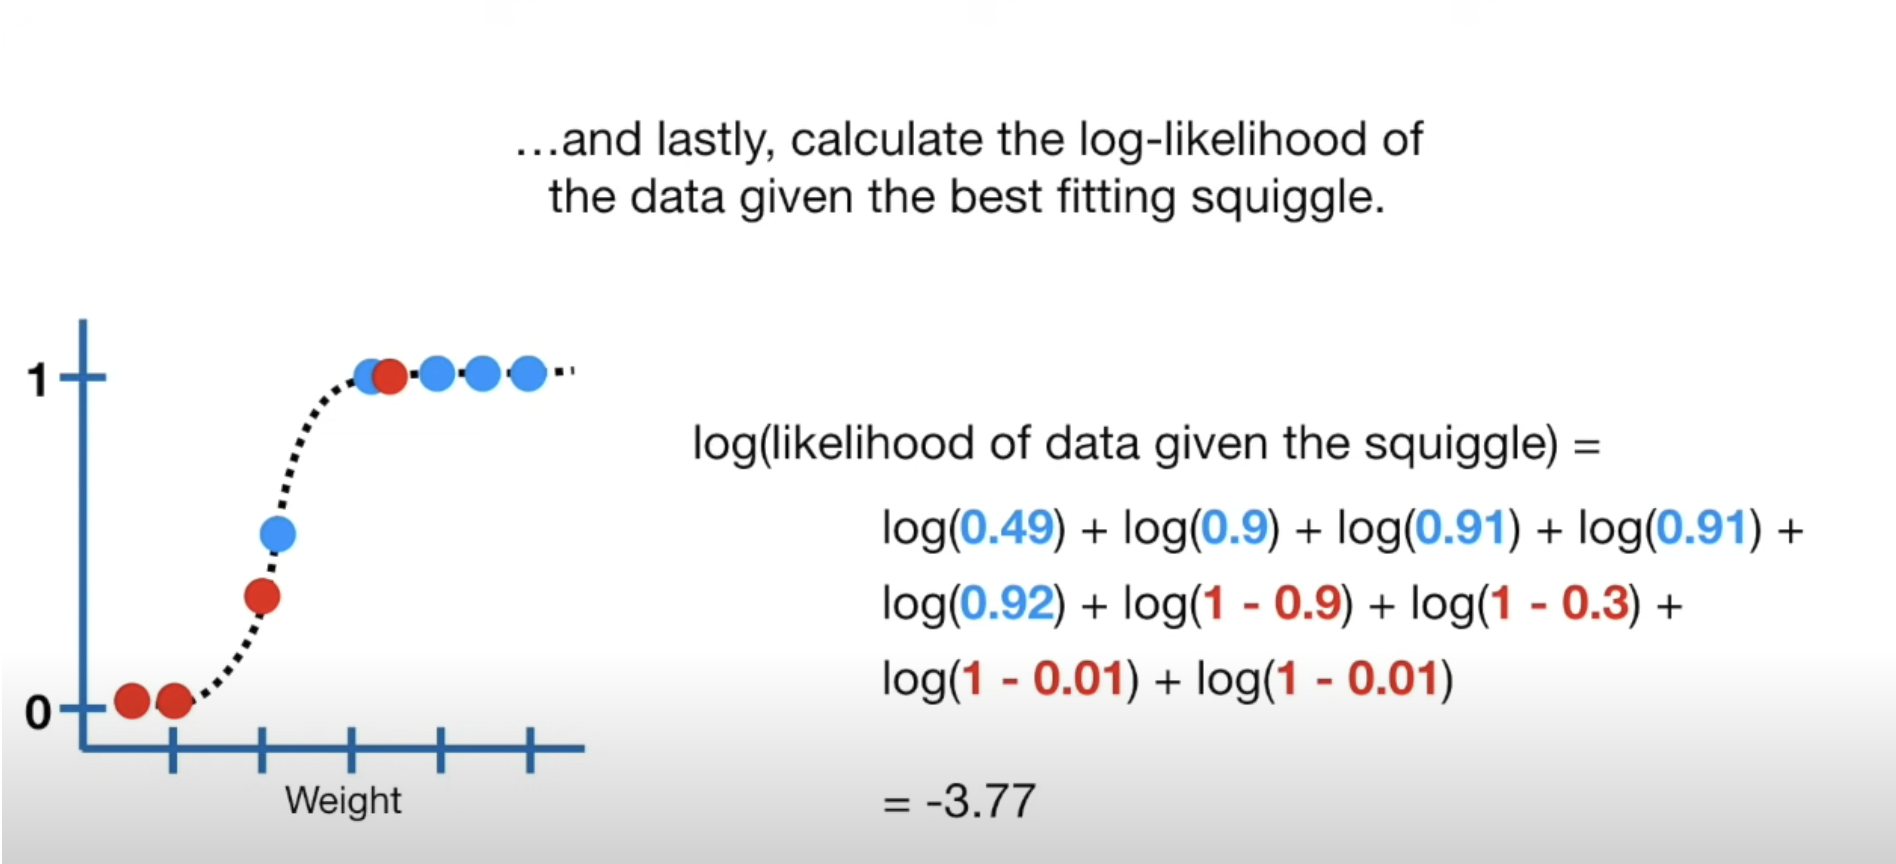 …and lastly, calculate the log-likelihood of
the data given the best fitting squiggle.
1
0
Weight
log(likelihood of data given the squiggle) =
log(0.49) + log(0.9) + log(0.91) + log(0.91) +
log(0.92) + log(1 - 0.9) + log(1 - 0.3) +
log(1 - 0.01) + log(1 - 0.01)
= -3.77